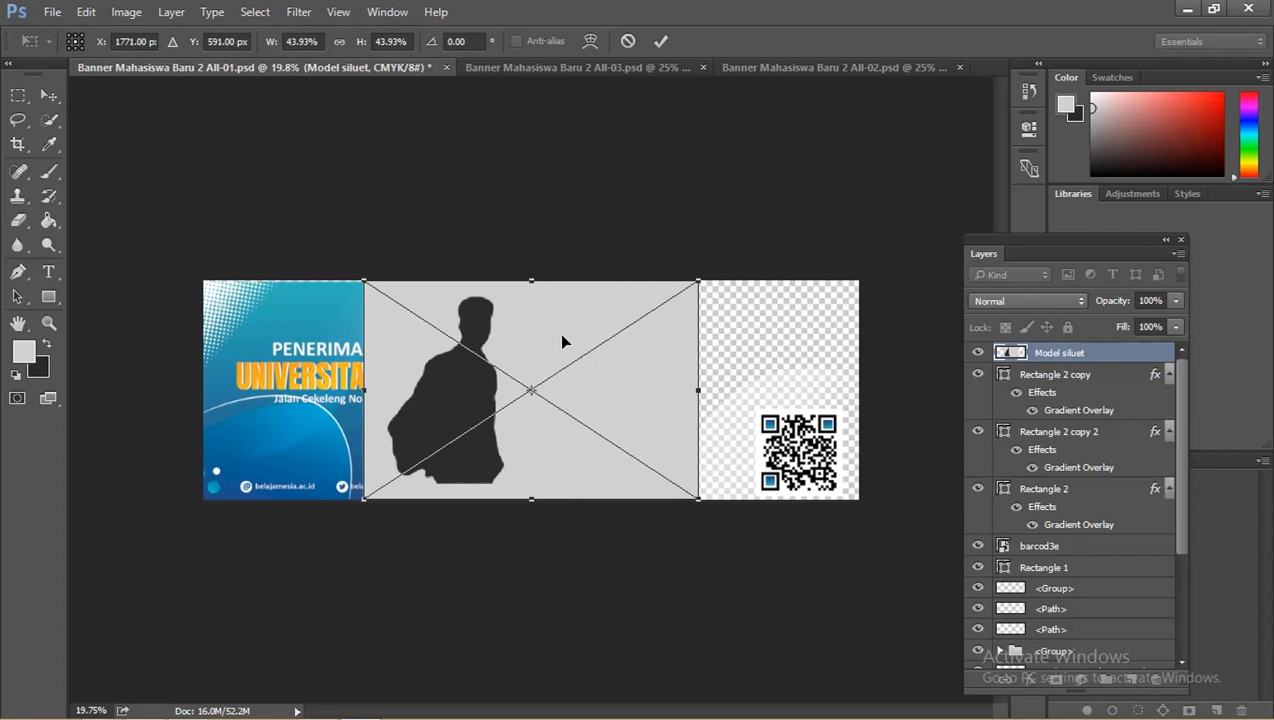 Ps File Edit Image Layer Type Select Filter 3D View Window Help
X: 1771.00 p: Y: 591.00 px W: 43.93% H: 43.93% 0.00 ° Anti-alias Essentials
Banner Mahasiswa Baru 2 All-01.psd @ 19.8% (Model siluet, CMYK/8#) * × Banner Mahasiswa Baru 2 All-03.psd @ 25% ... × Banner Mahasiswa Baru 2 All-02.psd @ 25% ... ×
Color Swatches
Libraries Adjustments Styles
Layers
Kind
Normal Opacity: 100%
Lock: Fill: 100%
Model siluet
Rectangle 2 copy fx
Effects
Gradient Overlay
Rectangle 2 copy 2 fx
Effects
Gradient Overlay
Rectangle 2 fx
Effects
Gradient Overlay
barcod3e
Rectangle 1
<Group>
<Path>
<Path>
<Group>
PENERIMA
UNIVERSITA
Jalan Cekeleng No
belajarnesia.ac.id bela
Activate Windows
Go to PC settings to activate Windows.
19.75% Doc: 16.0M/52.2M